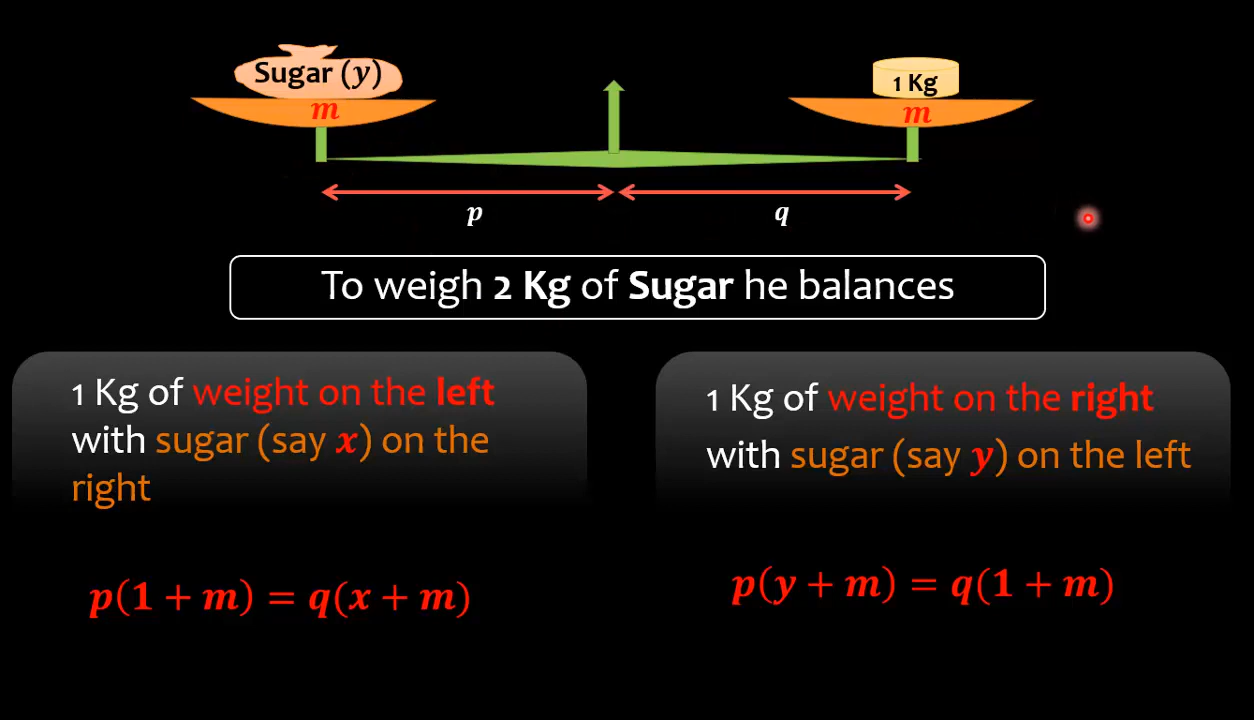 Sugar (y)
m
1 Kg
m
p
q
To weigh 2 Kg of Sugar he balances
1 Kg of weight on the left
with sugar (say x) on the
right
p(1 + m) = q(x + m)
1 Kg of weight on the right
with sugar (say y) on the left
p(y + m) = q(1 + m)